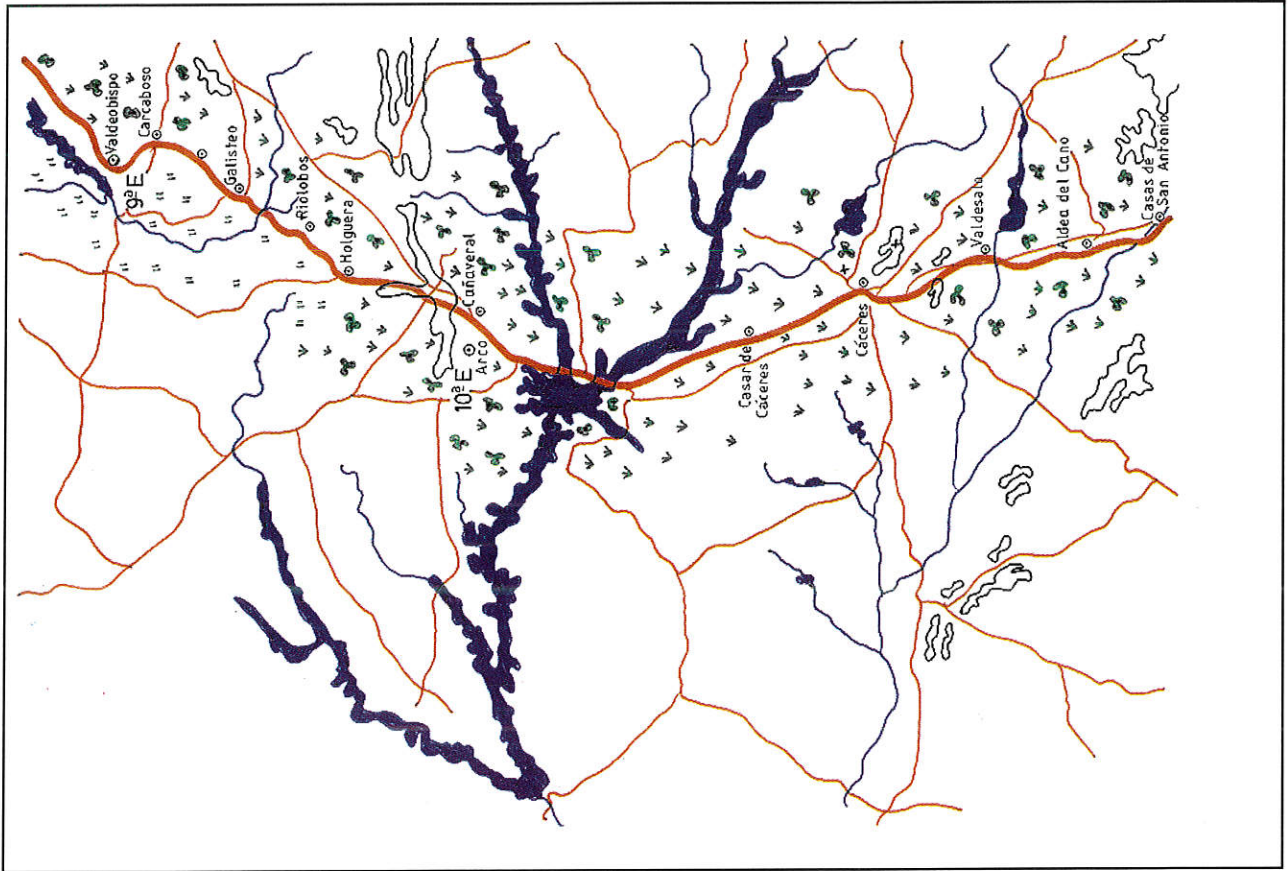 Valdeobispo
Carcaboso
9ª E
Galisteo
Riolobos
Holguera
Cañaveral
Arco
10ª E
Casar de
Cáceres
Cáceres
Valdesalo
Aldea del Cano
Casas de
San Antonio